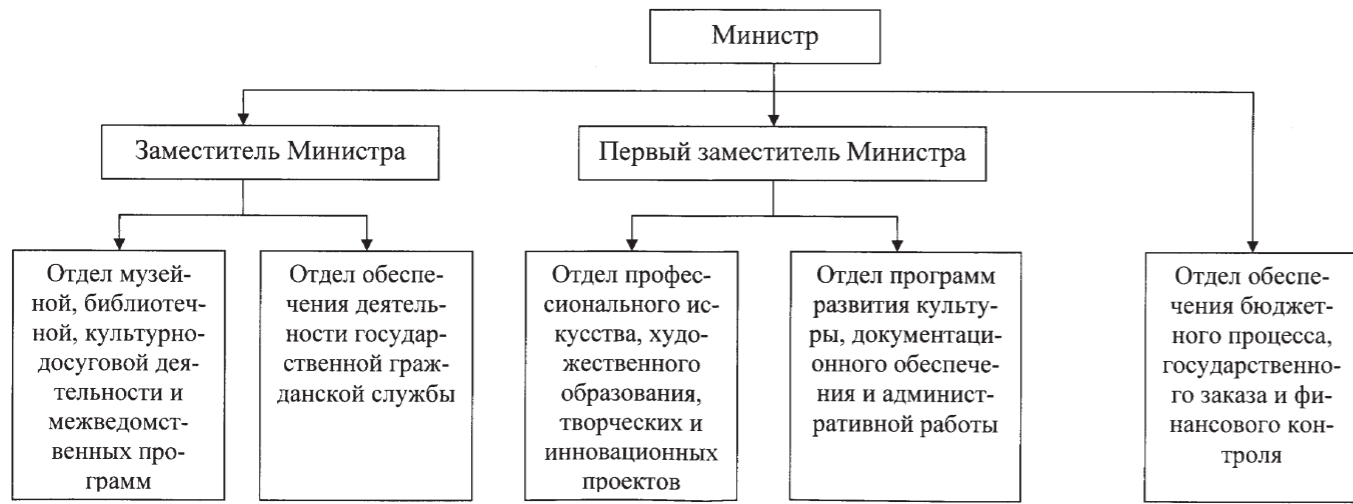 Министр
Заместитель Министра
Первый заместитель Министра
Отдел музей-
ной, библиотеч-
ной, культурно-
досуговой дея-
тельности и
межведомст-
венных про-
грамм
Отдел обеспе-
чения деятель-
ности государ-
ственной граж-
данской службы
Отдел профес-
сионального ис-
кусства, худо-
жественного
образования,
творческих и
инновационных
проектов
Отдел программ
развития культу-
ры, документаци-
онного обеспече-
ния и админист-
ративной работы
Отдел обеспе-
чения бюджет-
ного процесса,
государственно-
го заказа и фи-
нансового кон-
троля